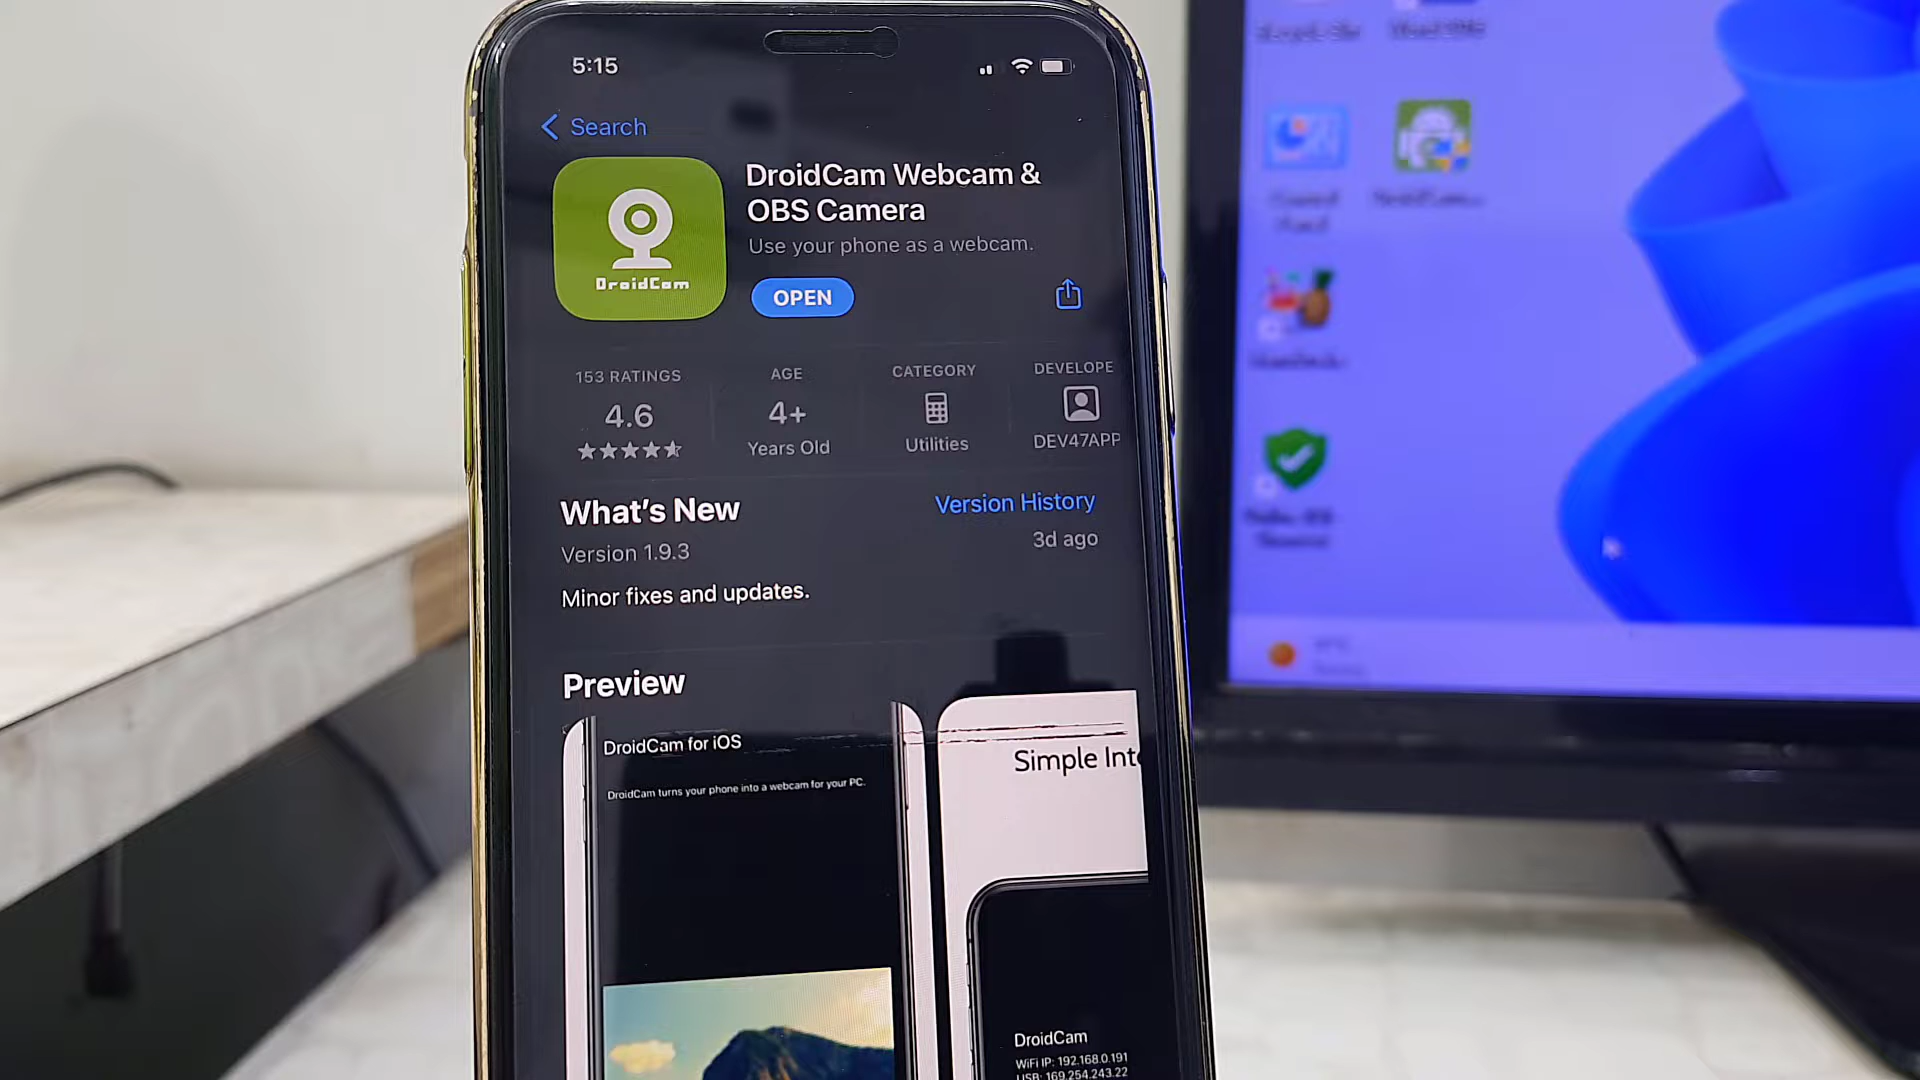 5:15
Search
DroidCam Webcam &
OBS Camera
Use your phone as a webcam.
DroidCam
OPEN
153 RATINGS
4.6
AGE
4+
Years Old
CATEGORY
Utilities
DEVELOPE
DEV47APP
What's New
Version History
Version 1.9.3
3d ago
Minor fixes and updates.
Preview
DroidCam for iOS
DroidCam turns your phone into a webcam for your PC.
Simple Inte
DroidCam
WiFi IP: 192.168.0.191
USB: 169.254.243.22